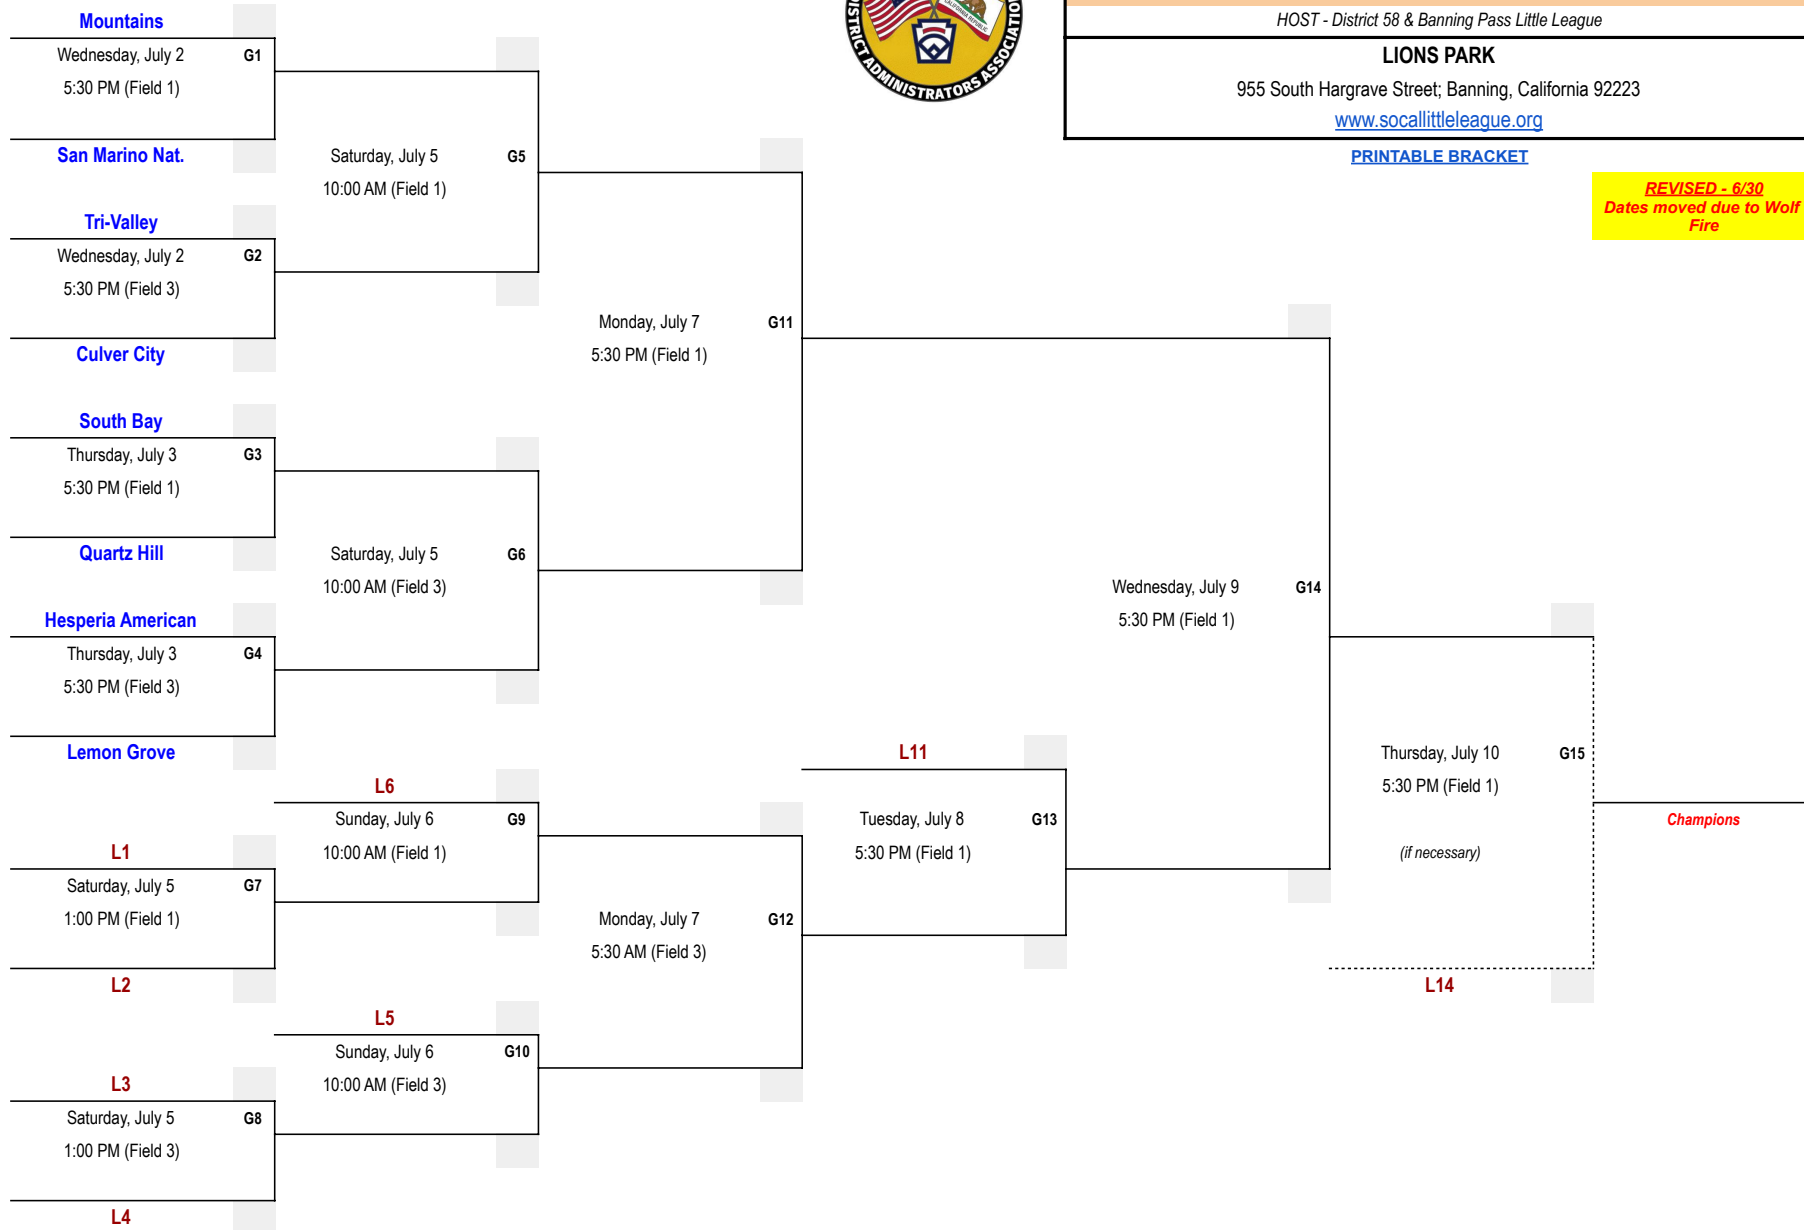 Mountains
Wednesday, July 2 G1
5:30 PM (Field 1)
San Marino Nat.
Tri-Valley
Wednesday, July 2 G2
5:30 PM (Field 3)
Culver City
South Bay
Thursday, July 3 G3
5:30 PM (Field 1)
Quartz Hill
Hesperia American
Thursday, July 3 G4
5:30 PM (Field 3)
Lemon Grove
L1
Saturday, July 5 G7
1:00 PM (Field 1)
L2
L3
Saturday, July 5 G8
1:00 PM (Field 3)
L4
Saturday, July 5 G5
10:00 AM (Field 1)
Saturday, July 5 G6
10:00 AM (Field 3)
L6
Sunday, July 6 G9
10:00 AM (Field 1)
L5
Sunday, July 6 G10
10:00 AM (Field 3)
Monday, July 7 G11
5:30 PM (Field 1)
Monday, July 7 G12
5:30 AM (Field 3)
DISTRICT ADMINISTRATORS ASSOCIATION
CALIFORNIA REPUBLIC
L11
Tuesday, July 8 G13
5:30 PM (Field 1)
HOST - District 58 & Banning Pass Little League
LIONS PARK
955 South Hargrave Street; Banning, California 92223
www.socallittleleague.org
PRINTABLE BRACKET
REVISED - 6/30
Dates moved due to Wolf
Fire
Wednesday, July 9 G14
5:30 PM (Field 1)
Thursday, July 10 G15
5:30 PM (Field 1)
(if necessary)
L14
Champions